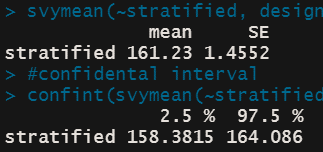 > svymean(~stratified, design
mean SE
stratified 161.23 1.4552
> #confidental interval
> confint(svymean(~stratified
2.5 % 97.5 %
stratified 158.3815 164.086